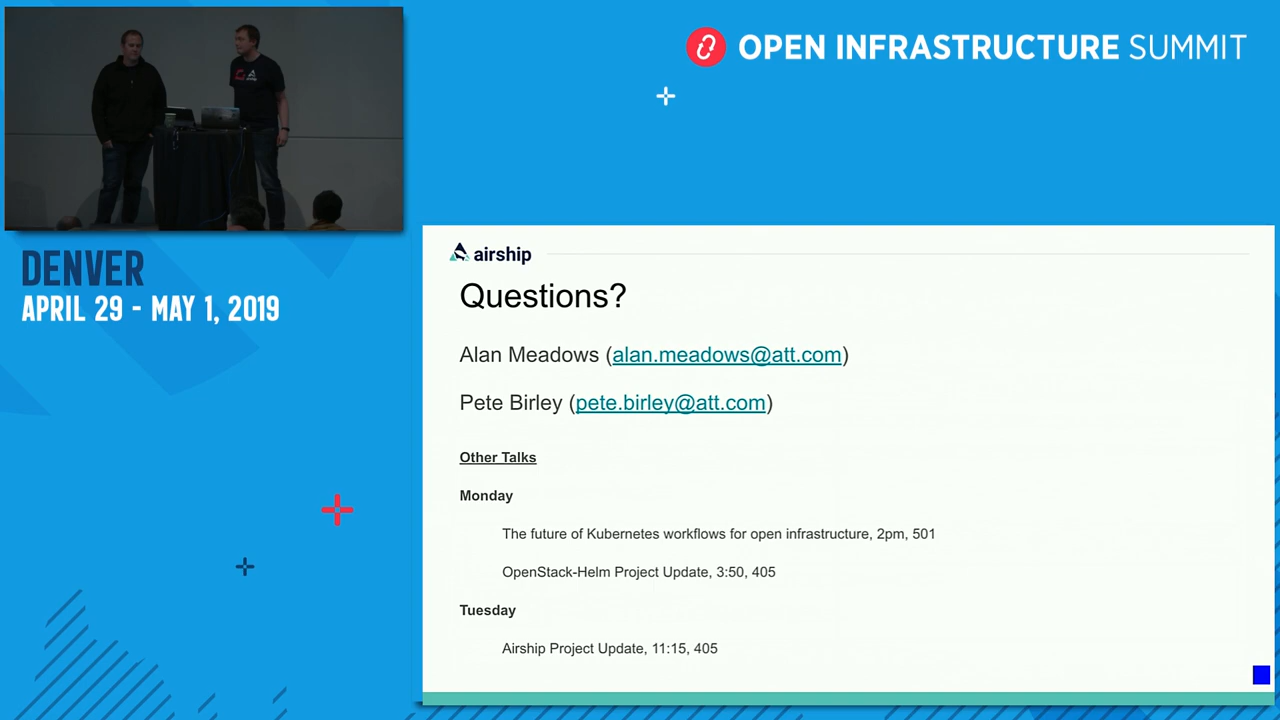 OPEN INFRASTRUCTURE SUMMIT
airship
DENVER
APRIL 29 - MAY 1, 2019
airship
Questions?
Alan Meadows (alan.meadows@att.com)
Pete Birley (pete.birley@att.com)
Other Talks
Monday
The future of Kubernetes workflows for open infrastructure, 2pm, 501
OpenStack-Helm Project Update, 3:50, 405
Tuesday
Airship Project Update, 11:15, 405